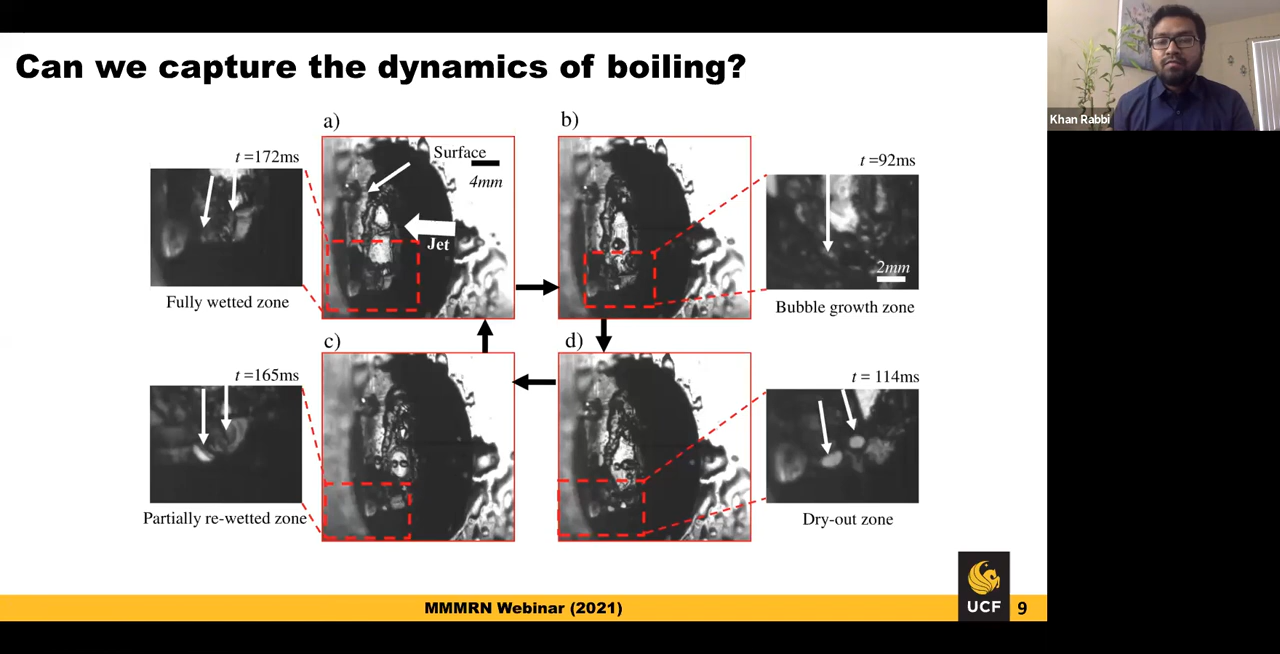 Can we capture the dynamics of boiling?
Khan Rabbi
a)
b)
t =172ms
Surface
4mm
Jet
t =92ms
2mm
Fully wetted zone
Bubble growth zone
c)
d)
t =165ms
t = 114ms
Partially re-wetted zone
Dry-out zone
MMMRN Webinar (2021)
UCF
9